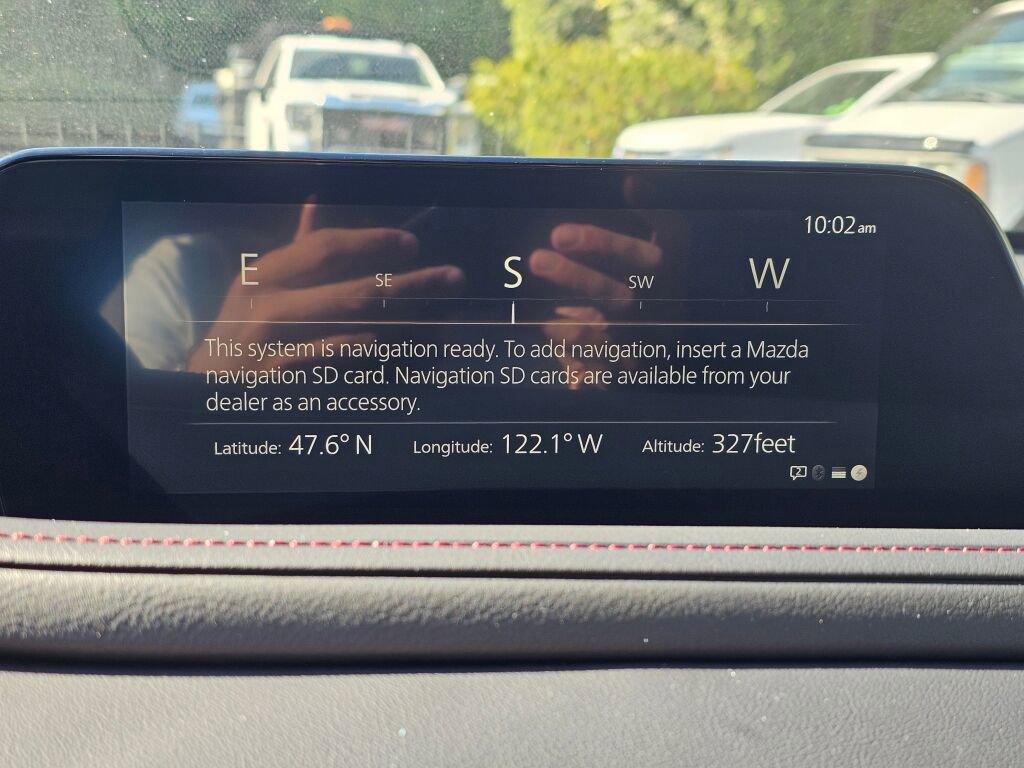 10:02am
E SE S SW W
This system is navigation ready. To add navigation, insert a Mazda
navigation SD card. Navigation SD cards are available from your
dealer as an accessory.
Latitude: 47.6° N Longitude: 122.1° W Altitude: 327feet
2